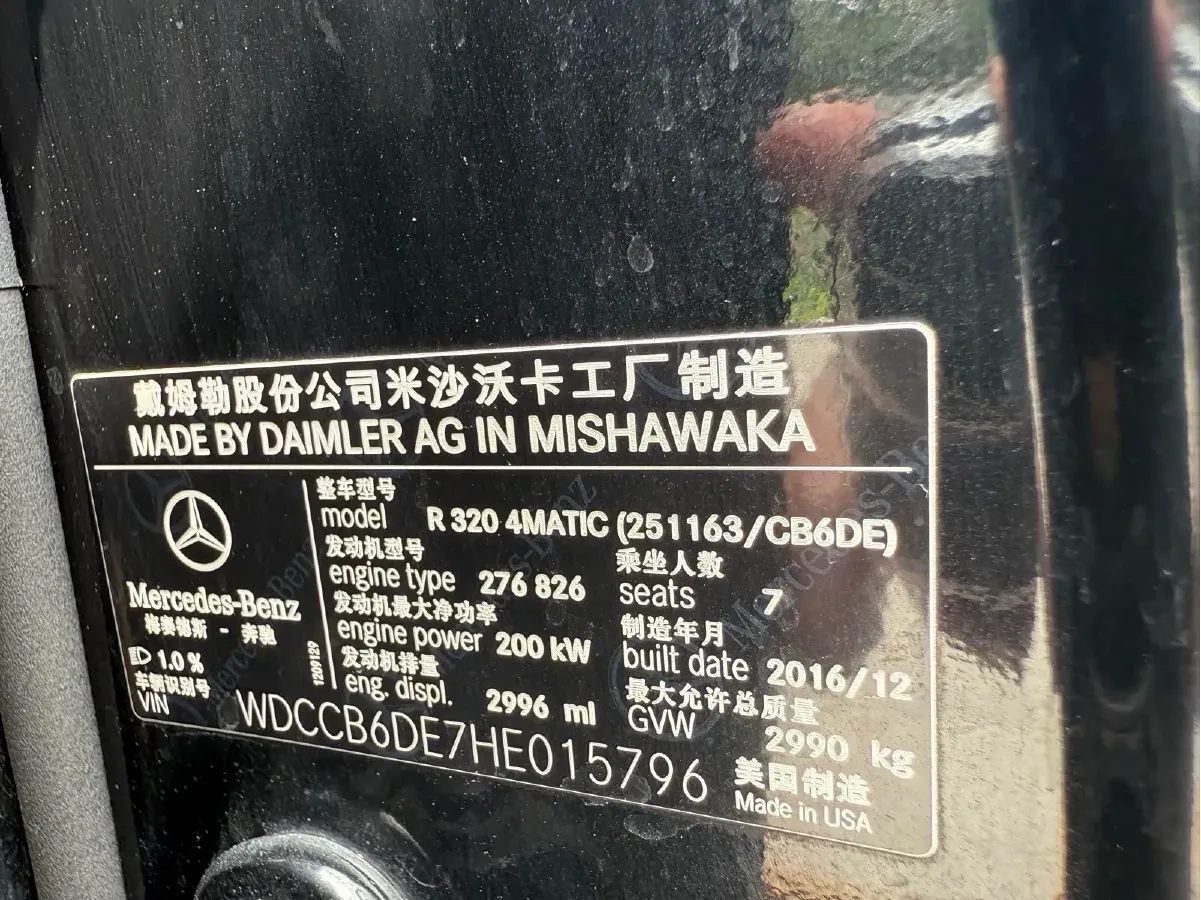 戴姆勒股份公司米沙沃卡工厂制造
MADE BY DAIMLER AG IN MISHAWAKA
Mercedes-Benz
梅赛德斯 - 奔驰
1.0 %
整车型号
model R 320 4MATIC (251163/CB6DE)
发动机型号
engine type 276 826
乘坐人数
seats 7
发动机最大净功率
engine power 200 kW
制造年月
built date 2016/12
发动机排量
eng. displ. 2996 ml
最大允许总质量
GVW 2990 kg
1209129
车辆识别号
VIN WDCCB6DE7HE015796
美国制造
Made in USA